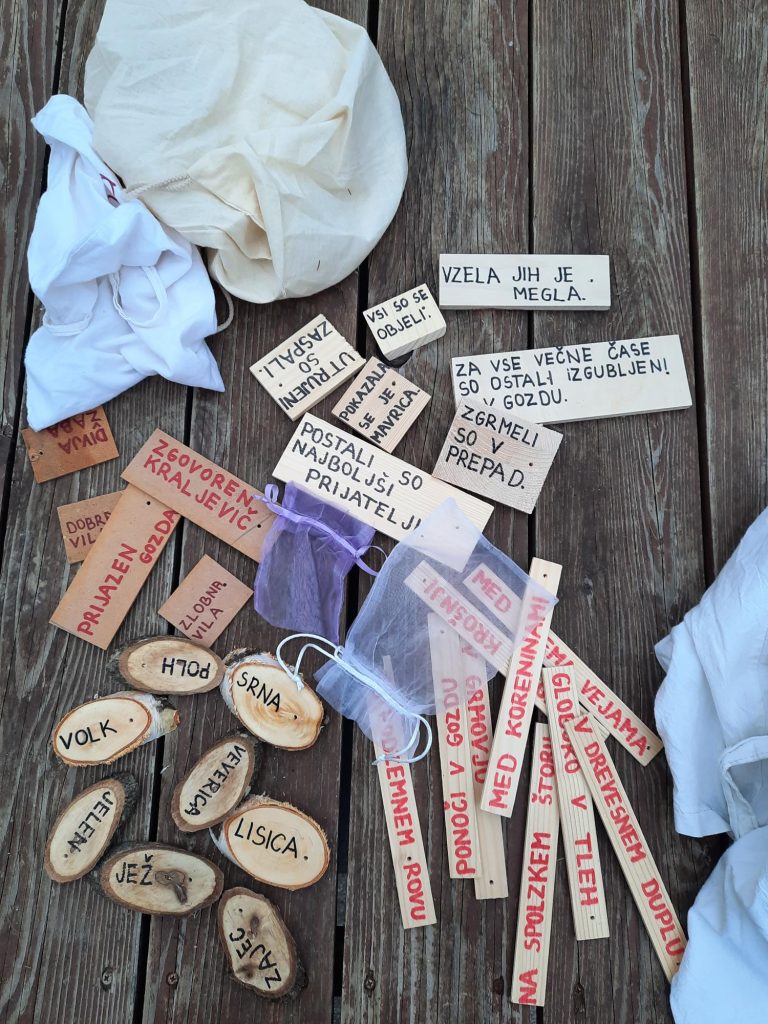 VZELA JIH JE
MEGLA.
VSI SO SE
OBJELI.
UTRUJENI
SO
ZASPALI.
POKAZALA
SE JE
MAVRICA
ZA VSE VEČNE ČASE
SO OSTALI IZGUBLJENI
V GOZDU.
ZGRMELI
SO V
PREPAD.
POSTALI SO
NAJBOLJŠI
PRIJATELJI
DIVJA
ŽABA
ZGOVOREN
KRALJEVIČ
DOBRA
VILA
PRIJAZEN
GOZD
ZLOBNA
VILA
POLH
SRNA
VOLK
VEVERICA
JELEN
LISICA
JEŽ
ZAJEC
MED
KROŠNJ
VEJAMA
MED KORENINAMI
PONOČI V GOZDU
GRMOVJU
ROVU
NA SPOLZKEM ŠTORU
GLOBOKO V TLEH
V DREVESNEM DUPLU